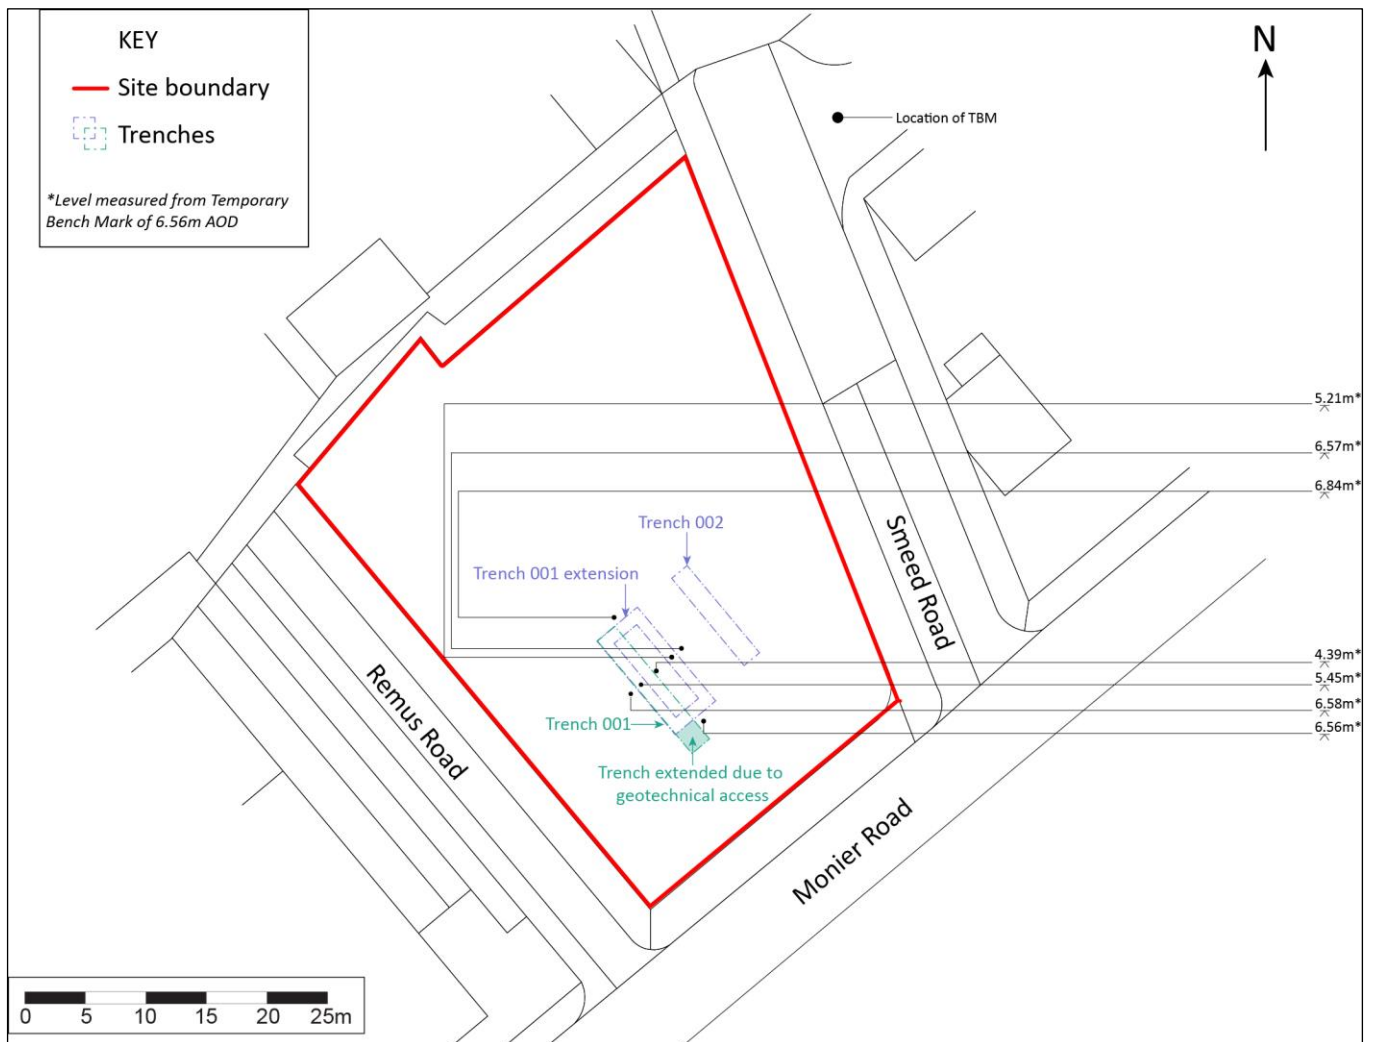 KEY
Site boundary
Trenches
*Level measured from Temporary
Bench Mark of 6.56m AOD
N
Location of TBM
5.21m*
6.57m*
6.84m*
Trench 002
Trench 001 extension
Smeed Road
4.39m*
5.45m*
6.58m*
6.56m*
Remus Road
Trench 001
Trench extended due to
geotechnical access
Monier Road
0 5 10 15 20 25m